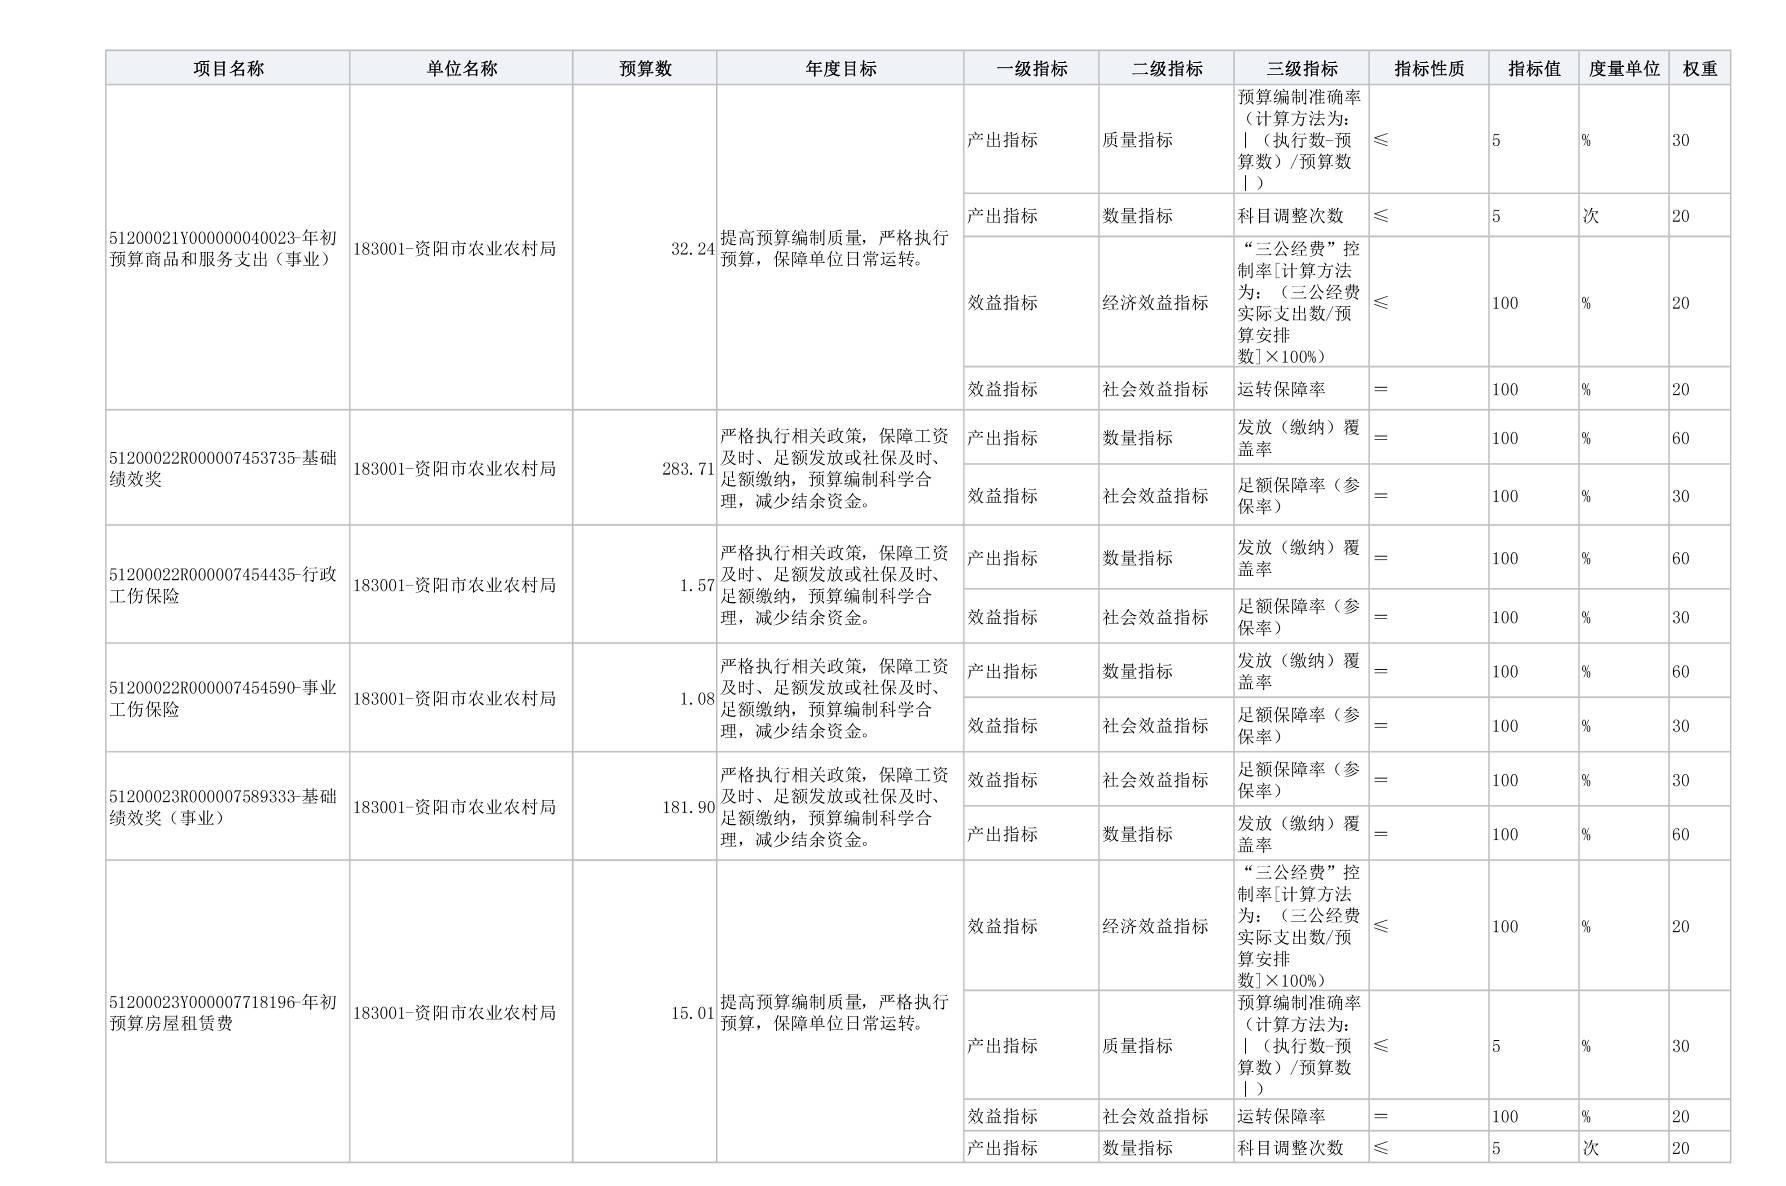 项目名称 单位名称 预算数 年度目标 一级指标 二级指标 三级指标 指标性质 指标值 度量单位 权重
51200021Y000000040023-年初
预算商品和服务支出（事业）
183001-资阳市农业农村局
32.24
提高预算编制质量，严格执行
预算，保障单位日常运转。
产出指标 质量指标
预算编制准确率
（计算方法为：
｜（执行数-预
算数）/预算数
｜）
≤ 5 % 30
产出指标 数量指标 科目调整次数 ≤ 5 次 20
效益指标 经济效益指标
“三公经费”控
制率[计算方法
为：（三公经费
实际支出数/预
算安排
数]×100%）
≤ 100 % 20
效益指标 社会效益指标 运转保障率 ＝ 100 % 20
51200022R000007453735-基础
绩效奖
183001-资阳市农业农村局
283.71
严格执行相关政策，保障工资
及时、足额发放或社保及时、
足额缴纳，预算编制科学合
理，减少结余资金。
产出指标 数量指标
发放（缴纳）覆
盖率
＝ 100 % 60
效益指标 社会效益指标
足额保障率（参
保率）
＝ 100 % 30
51200022R000007454435-行政
工伤保险
183001-资阳市农业农村局
1.57
严格执行相关政策，保障工资
及时、足额发放或社保及时、
足额缴纳，预算编制科学合
理，减少结余资金。
产出指标 数量指标
发放（缴纳）覆
盖率
＝ 100 % 60
效益指标 社会效益指标
足额保障率（参
保率）
＝ 100 % 30
51200022R000007454590-事业
工伤保险
183001-资阳市农业农村局
1.08
严格执行相关政策，保障工资
及时、足额发放或社保及时、
足额缴纳，预算编制科学合
理，减少结余资金。
产出指标 数量指标
发放（缴纳）覆
盖率
＝ 100 % 60
效益指标 社会效益指标
足额保障率（参
保率）
＝ 100 % 30
51200023R000007589333-基础
绩效奖（事业）
183001-资阳市农业农村局
181.90
严格执行相关政策，保障工资
及时、足额发放或社保及时、
足额缴纳，预算编制科学合
理，减少结余资金。
效益指标 社会效益指标
足额保障率（参
保率）
＝ 100 % 30
产出指标 数量指标
发放（缴纳）覆
盖率
＝ 100 % 60
51200023Y000007718196-年初
预算房屋租赁费
183001-资阳市农业农村局
15.01
提高预算编制质量，严格执行
预算，保障单位日常运转。
效益指标 经济效益指标
“三公经费”控
制率[计算方法
为：（三公经费
实际支出数/预
算安排
数]×100%）
≤ 100 % 20
产出指标 质量指标
预算编制准确率
（计算方法为：
｜（执行数-预
算数）/预算数
｜）
≤ 5 % 30
效益指标 社会效益指标 运转保障率 ＝ 100 % 20
产出指标 数量指标 科目调整次数 ≤ 5 次 20